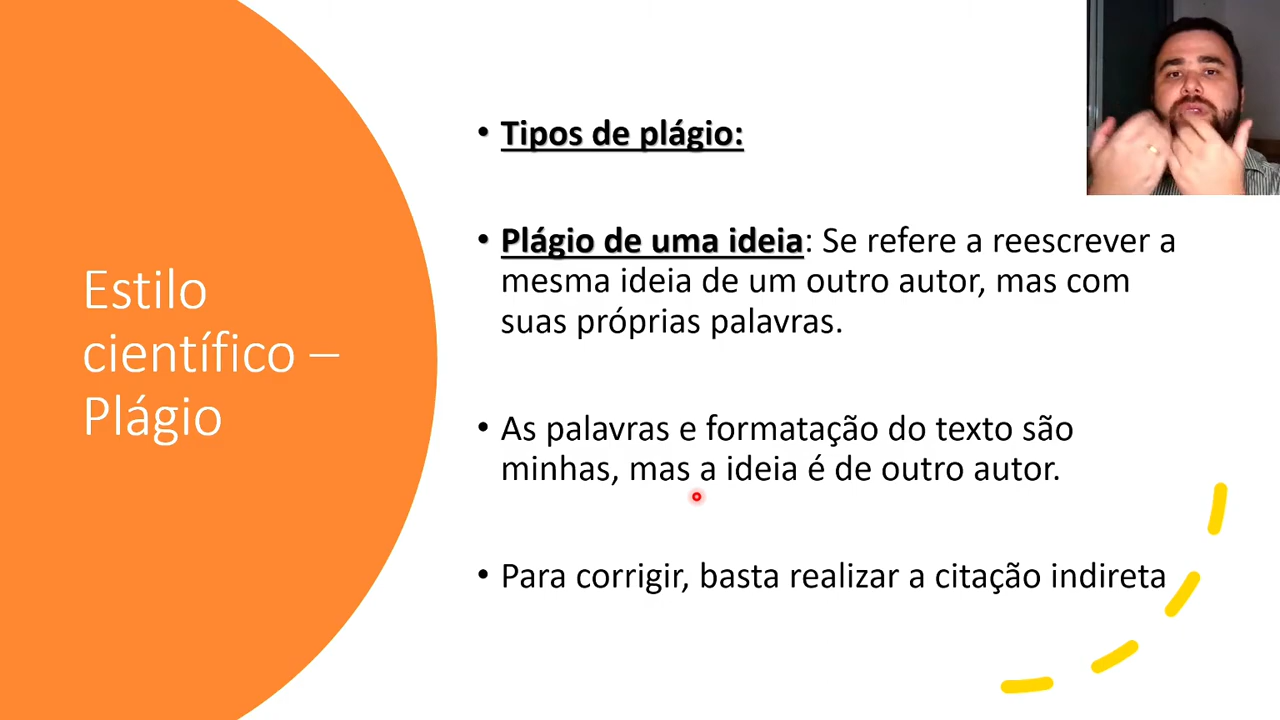 Estilo
científico –
Plágio
• Tipos de plágio:
• Plágio de uma ideia: Se refere a reescrever a
mesma ideia de um outro autor, mas com
suas próprias palavras.
• As palavras e formatação do texto são
minhas, mas a ideia é de outro autor.
• Para corrigir, basta realizar a citação indireta